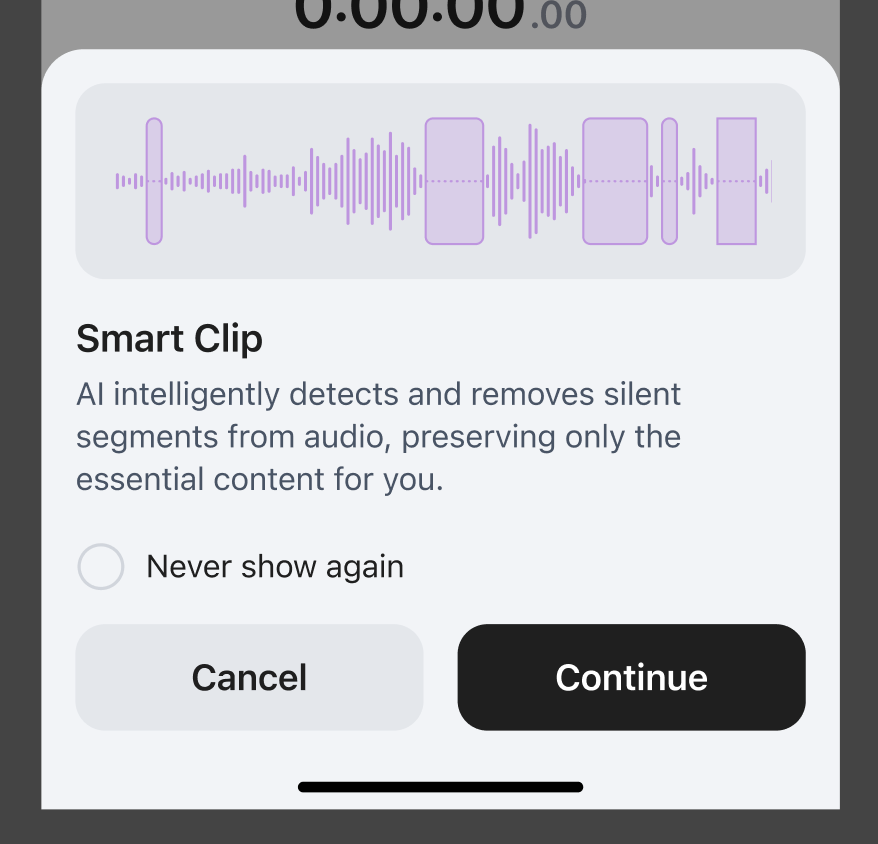 0:00:00.00
Smart Clip
AI intelligently detects and removes silent
segments from audio, preserving only the
essential content for you.
Never show again
Cancel
Continue